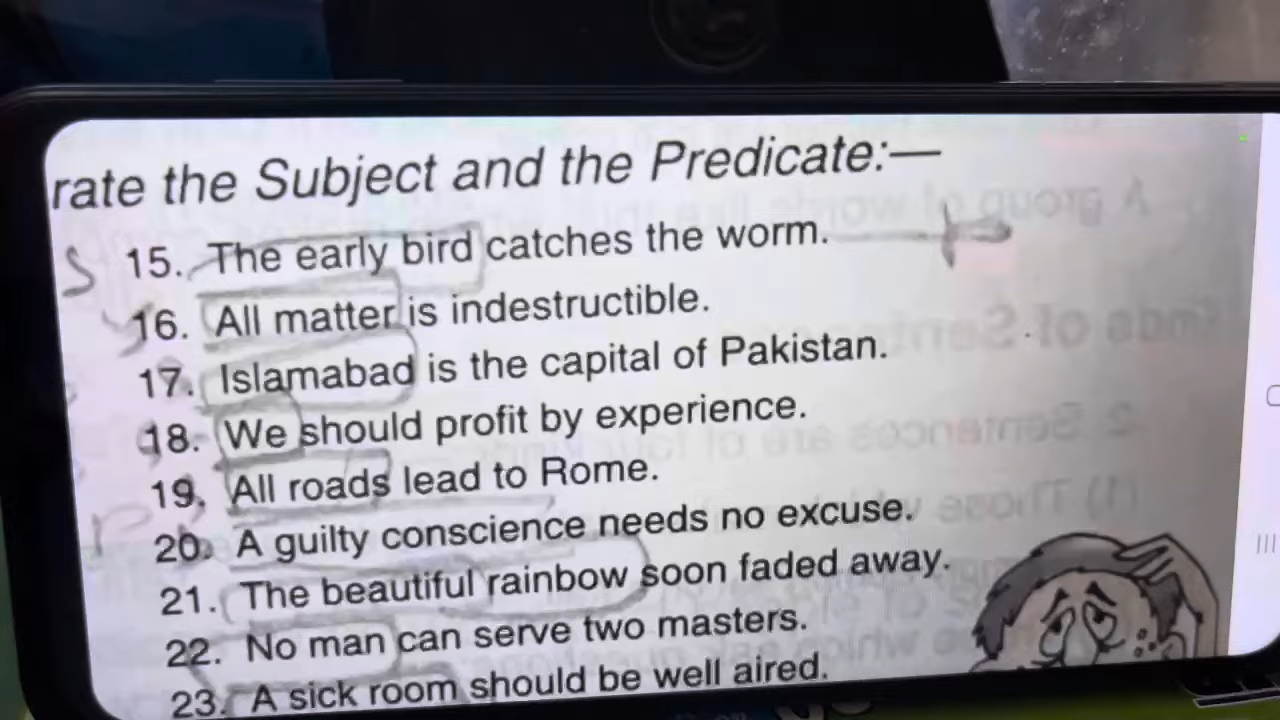 rate the Subject and the Predicate:—
S 15. The early bird catches the worm.
16. All matter is indestructible.
17. Islamabad is the capital of Pakistan.
18. We should profit by experience.
19. All roads lead to Rome.
20. A guilty conscience needs no excuse.
21. The beautiful rainbow soon faded away.
22. No man can serve two masters.
23. A sick room should be well aired.